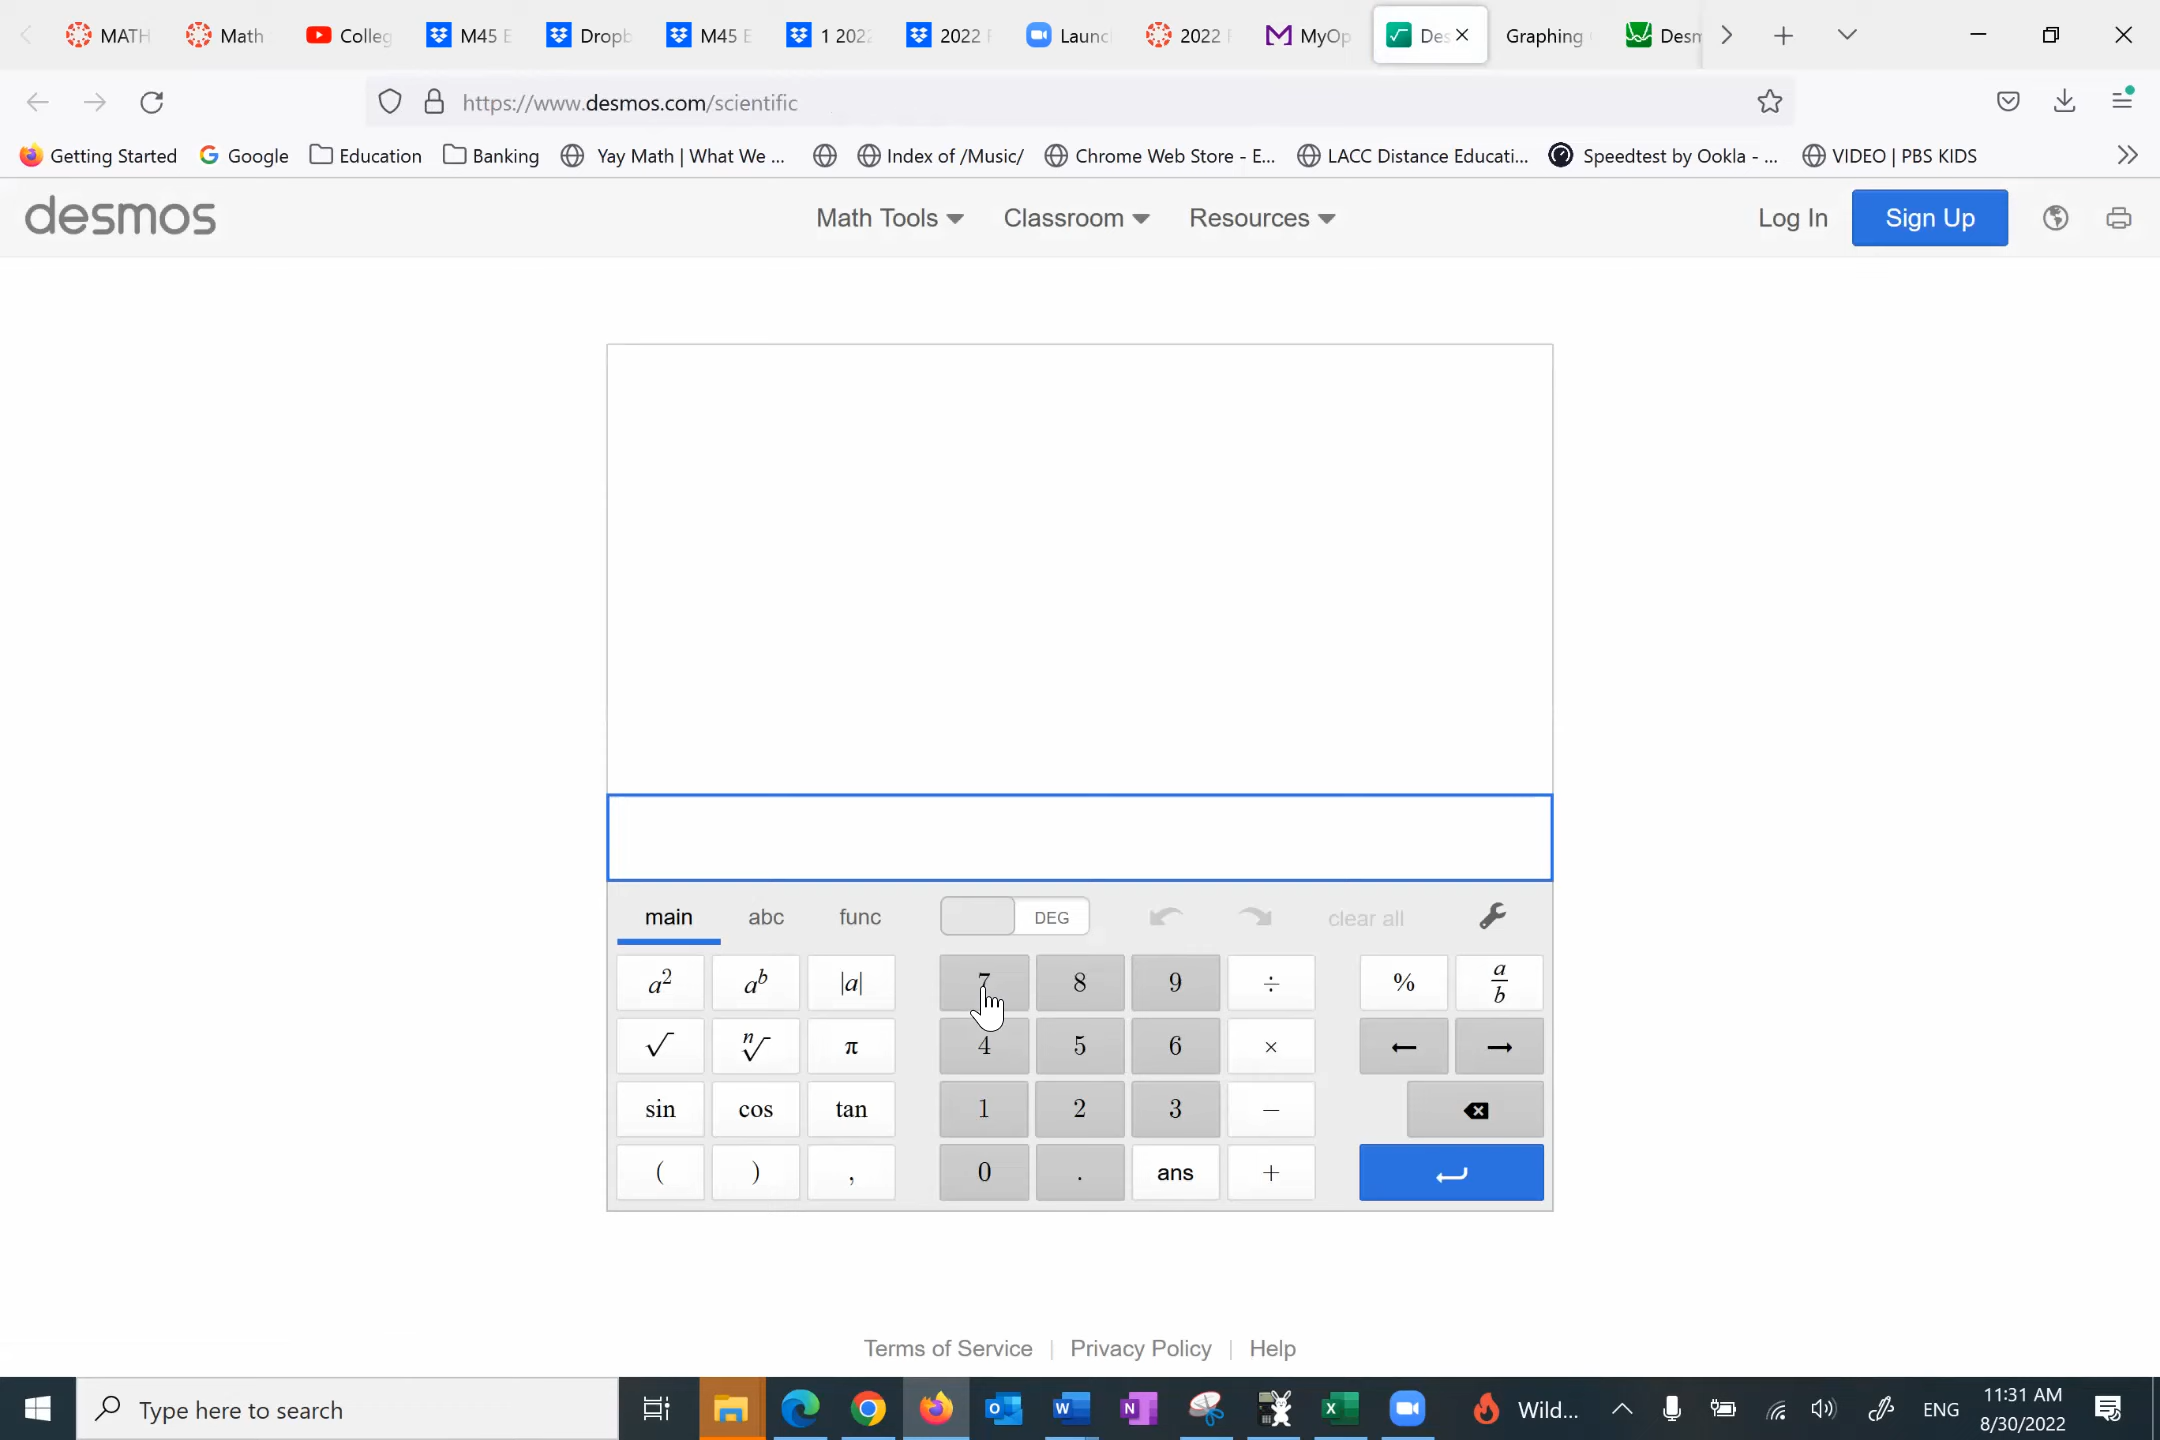 MATH Math Colleg M45 E Dropb M45 E 1 2022 2022 F Launc 2022 F MyOp Des Graphing Desm
https://www.desmos.com/scientific
Getting Started Google Education Banking Yay Math | What We ... Index of /Music/ Chrome Web Store - E... LACC Distance Educati... Speedtest by Ookla - ... VIDEO | PBS KIDS
desmos Math Tools Classroom Resources Log In Sign Up
main abc func DEG clear all
a² aᵇ |a| 7 8 9 ÷ % a/b
√ ⁿ√ π 4 5 6 × ← →
sin cos tan 1 2 3 −
( ) , 0 . ans +
Terms of Service | Privacy Policy | Help
Type here to search Wild... ENG 11:31 AM
8/30/2022